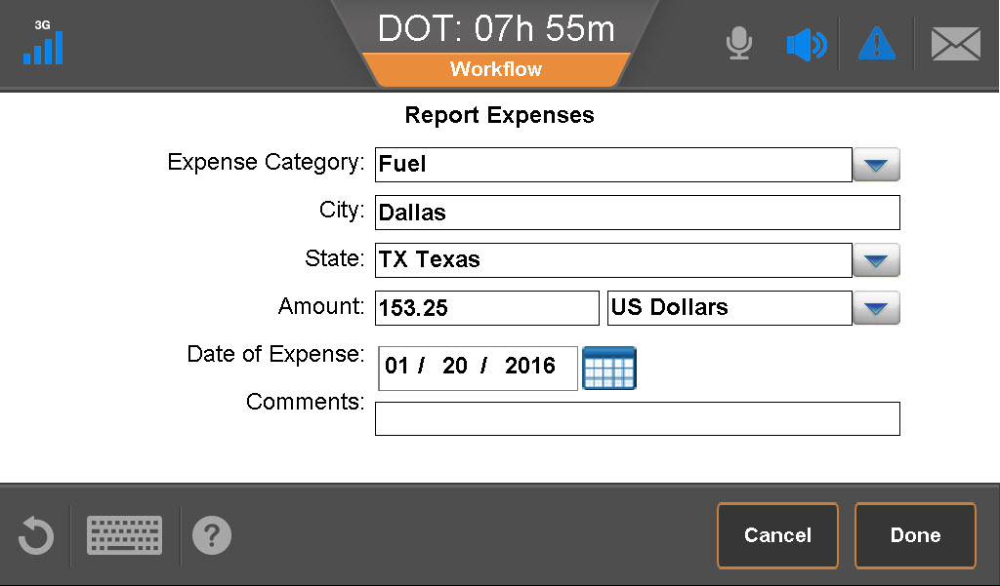 3G
DOT: 07h 55m
Workflow
Report Expenses
Expense Category: Fuel
City: Dallas
State: TX Texas
Amount: 153.25 US Dollars
Date of Expense: 01 / 20 / 2016
Comments:
?
Cancel Done